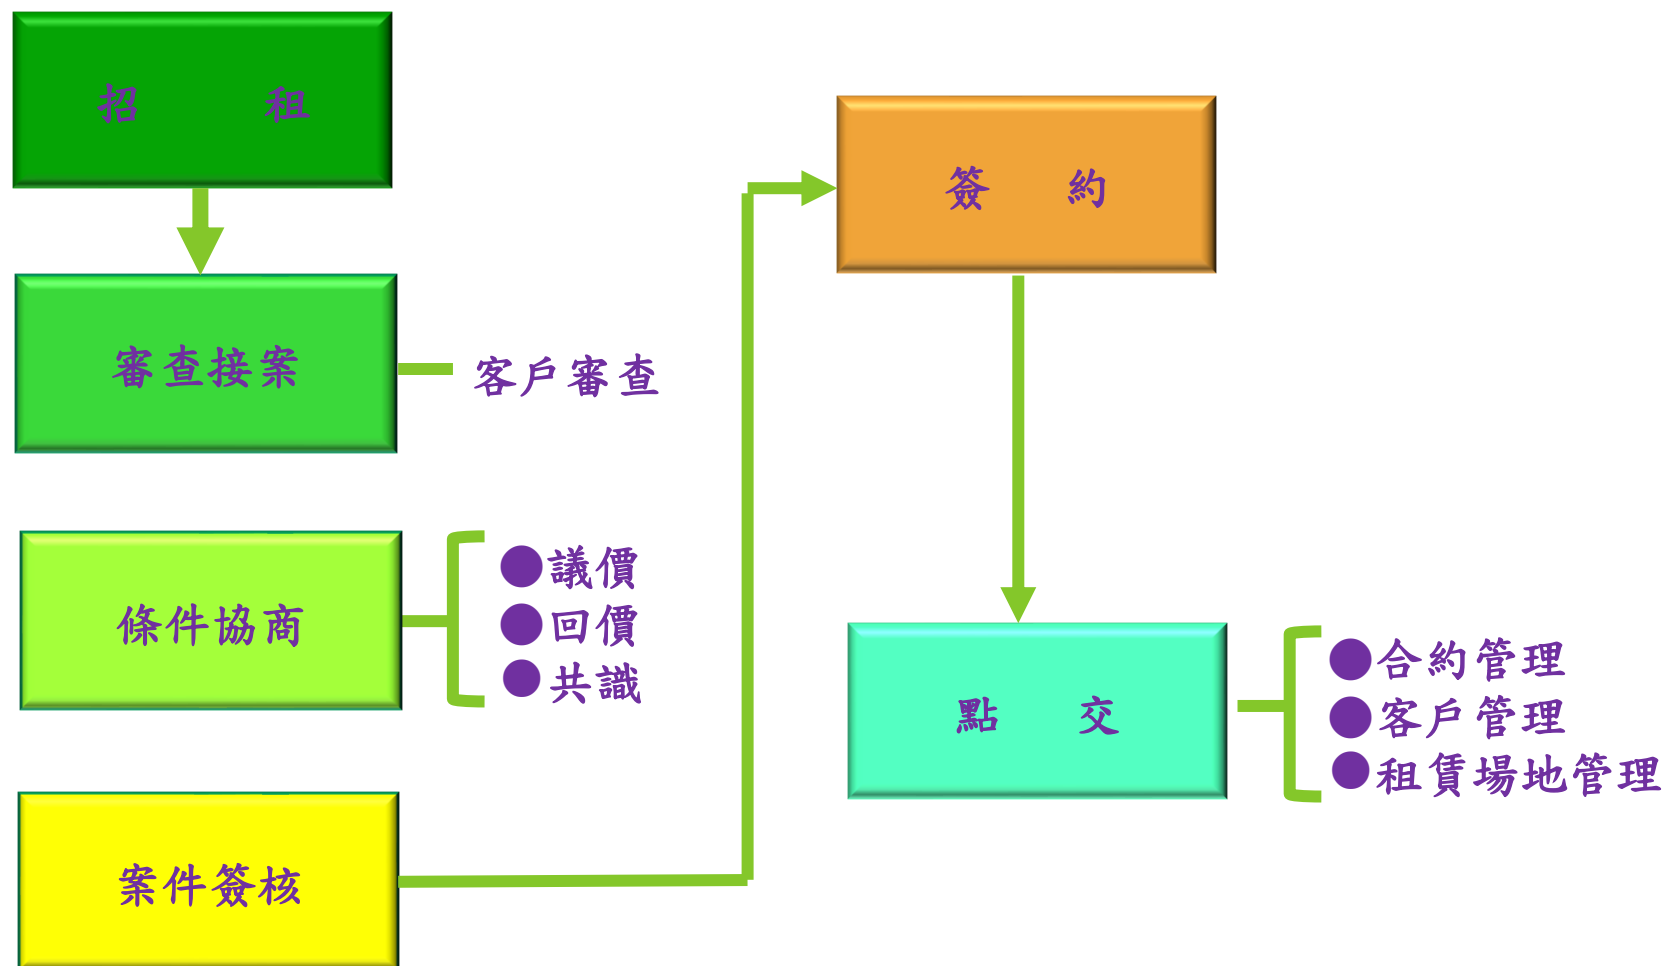 招 租
審查接案
客戶審查
條件協商
●議價
●回價
●共識
案件簽核
簽 約
點 交
●合約管理
●客戶管理
●租賃場地管理